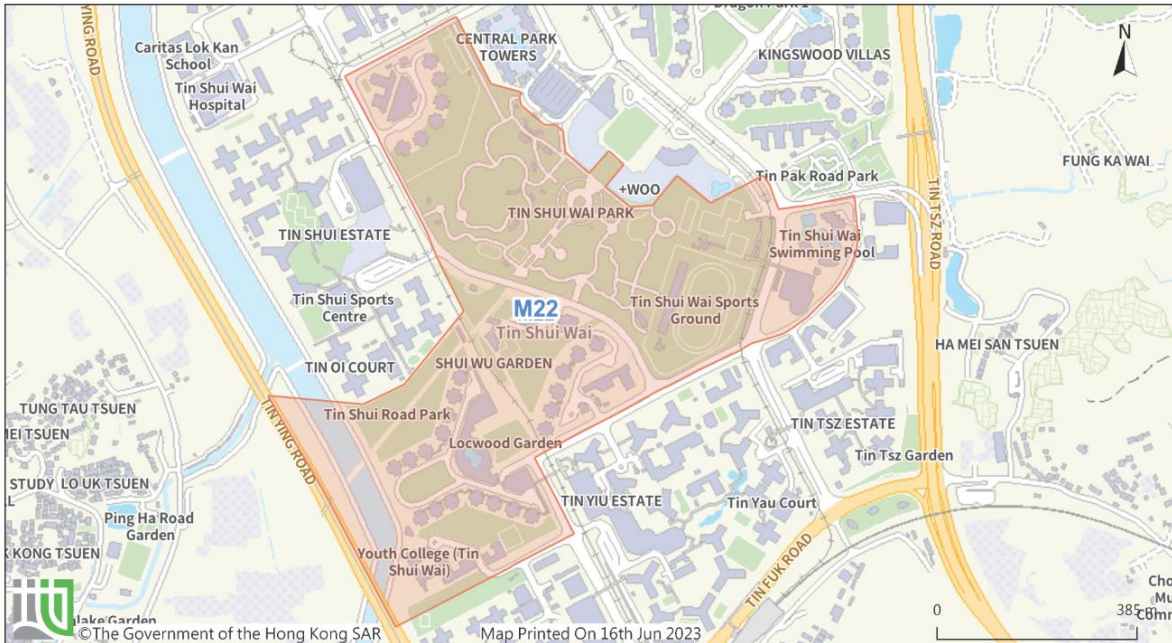 YING ROAD
Caritas Lok Kan
School
Tin Shui Wai
Hospital
CENTRAL PARK
TOWERS
KINGSWOOD VILLAS
N
FUNG KA WAI
Tin Pak Road Park
+WOO
TIN SHUI WAI PARK
TIN SHUI ESTATE
Tin Shui Wai
Swimming Pool
TIN TSZ ROAD
Tin Shui Sports
Centre
M22
Tin Shui Wai
Tin Shui Wai Sports
Ground
HA MEI SAN TSUEN
TIN OI COURT
SHUI WU GARDEN
TUNG TAU TSUEN
MEI TSUEN
TIN YING ROAD
Tin Shui Road Park
Locwood Garden
TIN TSZ ESTATE
Tin Tsz Garden
STUDY LO UK TSUEN
TIN YIU ESTATE
Tin Yau Court
Ping Ha Road
Garden
KONG TSUEN
Youth College (Tin
Shui Wai)
TIN FUK ROAD
lake Garden
©The Government of the Hong Kong SAR
Map Printed On 16th Jun 2023
0
385 m